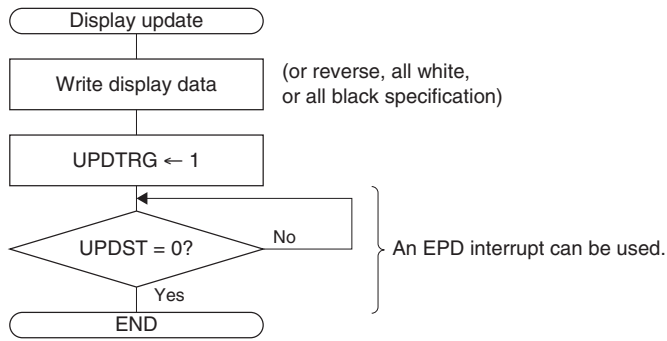 Display update
Write display data
(or reverse, all white,
or all black specification)
UPDTRG ← 1
UPDST = 0?
No
An EPD interrupt can be used.
Yes
END